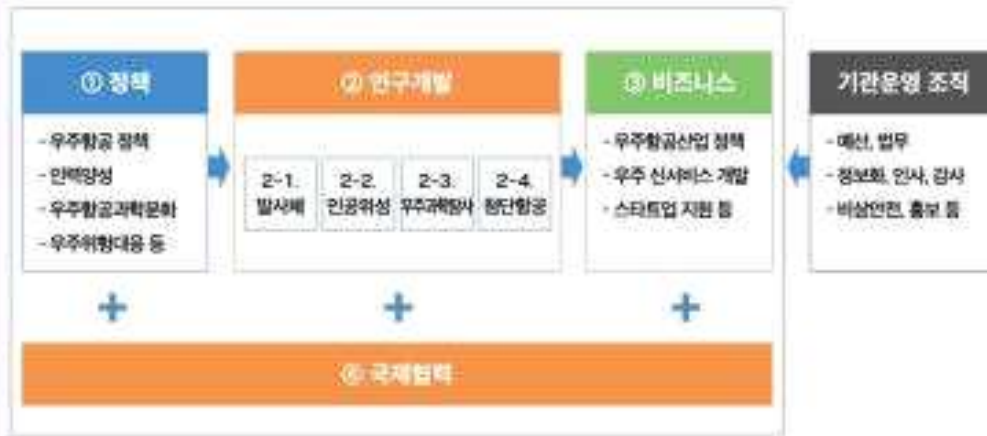 ① 정책
- 우주항공 정책
- 인력양성
- 우주항공과학문화
- 우주위험대응 등
② 연구개발
2-1.
발사체
2-2.
인공위성
2-3.
우주과학탐사
2-4.
첨단항공
③ 비즈니스
- 우주항공산업 정책
- 우주 신서비스 개발
- 스타트업 지원 등
기관운영 조직
- 예산, 법무
- 정보화, 인사, 감사
- 비상안전, 홍보 등
④ 국제협력